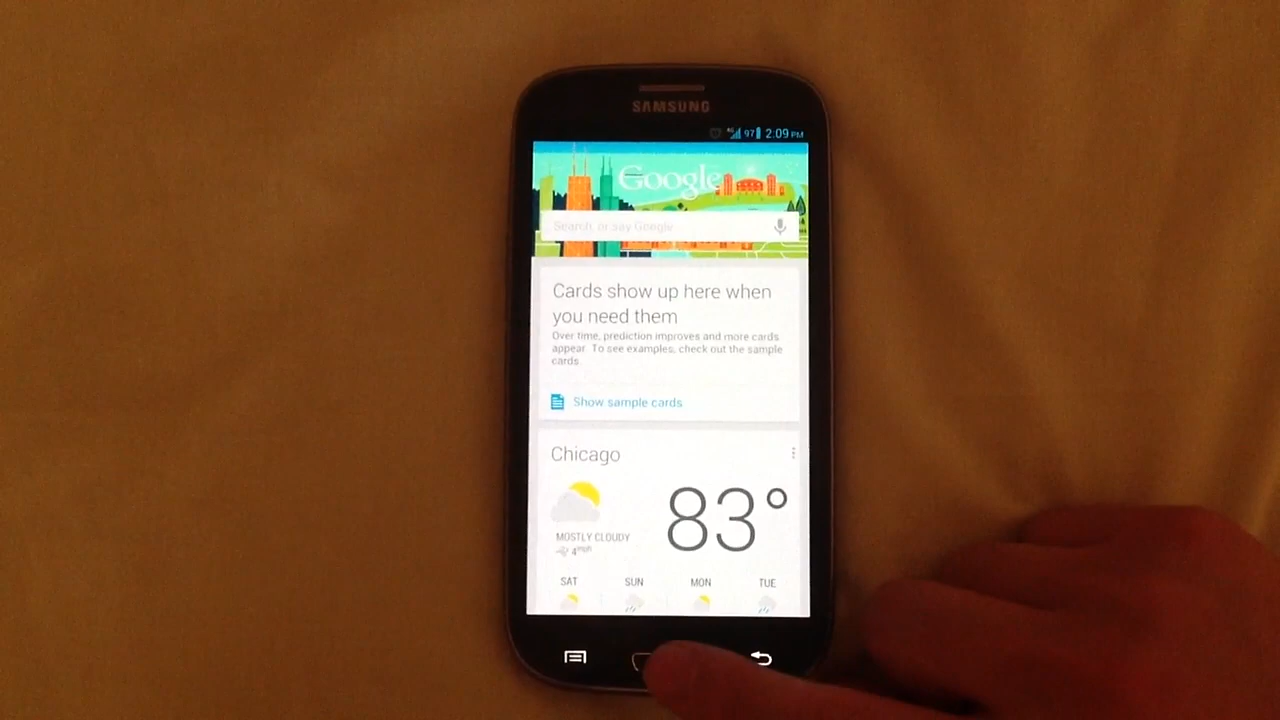 SAMSUNG
4G 97 2:09 PM
Google
Search, or say Google
Cards show up here when
you need them
Over time, prediction improves and more cards
appear. To see examples, check out the sample
cards.
Show sample cards
Chicago
83°
MOSTLY CLOUDY
4mph
SAT SUN MON TUE